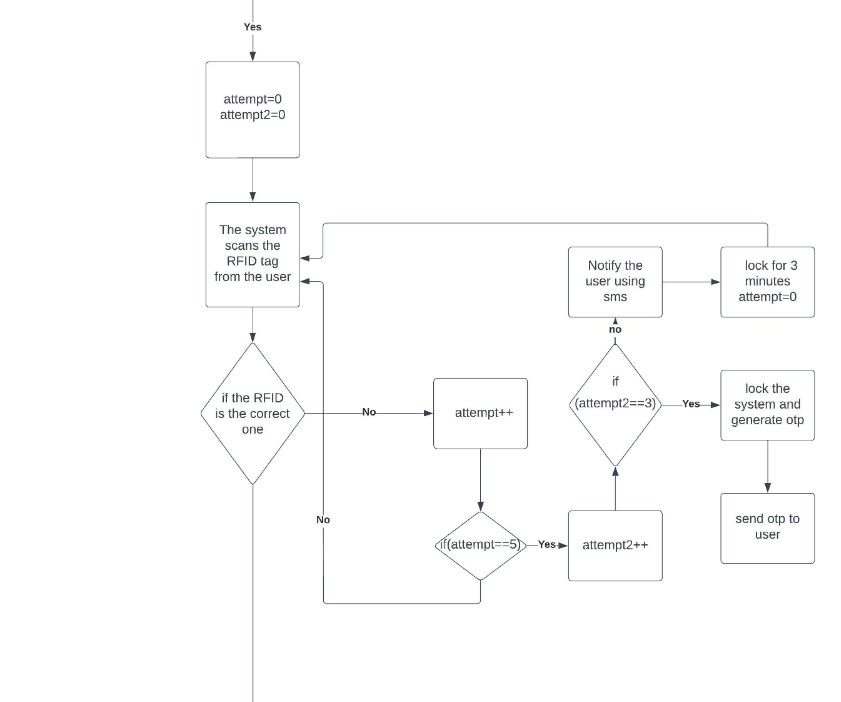 Yes
attempt=0
attempt2=0
The system
scans the
RFID tag
from the user
Notify the
user using
sms
lock for 3
minutes
attempt=0
no
if the RFID
is the correct
one
No
attempt++
if
(attempt2==3)
Yes
lock the
system and
generate otp
No
if(attempt==5)
Yes
attempt2++
send otp to
user